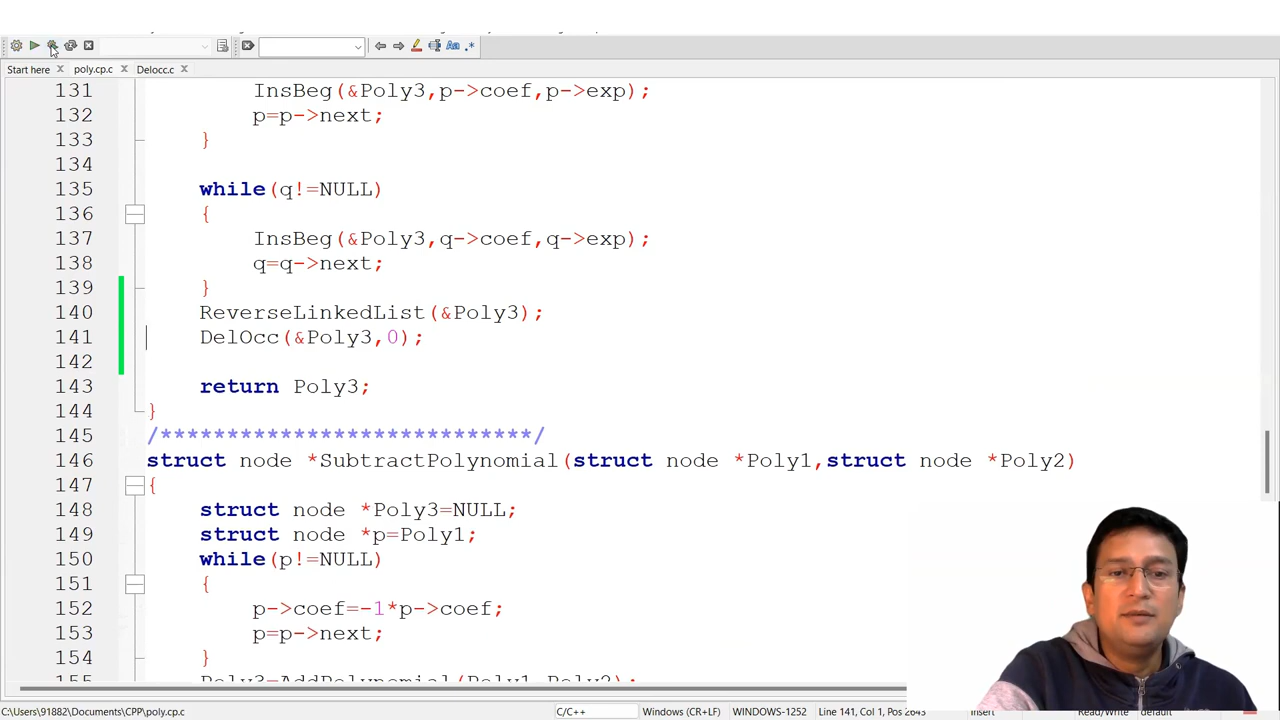 Start here
poly.cp.c
Delocc.c
131 InsBeg(&Poly3,p->coef,p->exp);
132 p=p->next;
133 }
134
135 while(q!=NULL)
136 {
137 InsBeg(&Poly3,q->coef,q->exp);
138 q=q->next;
139 }
140 ReverseLinkedList(&Poly3);
141 DelOcc(&Poly3,0);
142
143 return Poly3;
144 }
145 /****************************/
146 struct node *SubtractPolynomial(struct node *Poly1,struct node *Poly2)
147 {
148 struct node *Poly3=NULL;
149 struct node *p=Poly1;
150 while(p!=NULL)
151 {
152 p->coef=-1*p->coef;
153 p=p->next;
154 }
155 Poly3=AddPolynomial(Poly1,Poly2);
C:\Users\91882\Documents\CPP\poly.cp.c C/C++ Windows (CR+LF) WINDOWS-1252 Line 141, Col 1, Pos 2643 Insert Read/Write default